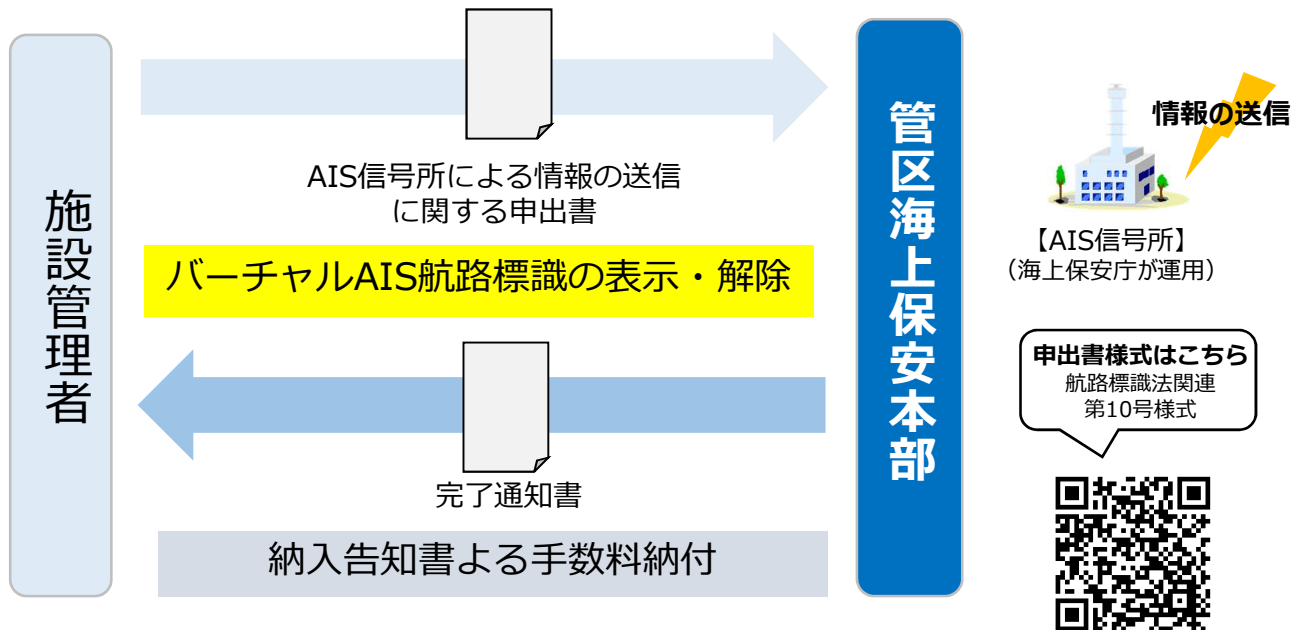 施設管理者
AIS信号所による情報の送信
に関する申出書
バーチャルAIS航路標識の表示・解除
完了通知書
納入告知書よる手数料納付
管区海上保安本部
情報の送信
【AIS信号所】
（海上保安庁が運用）
申出書様式はこちら
航路標識法関連
第10号様式